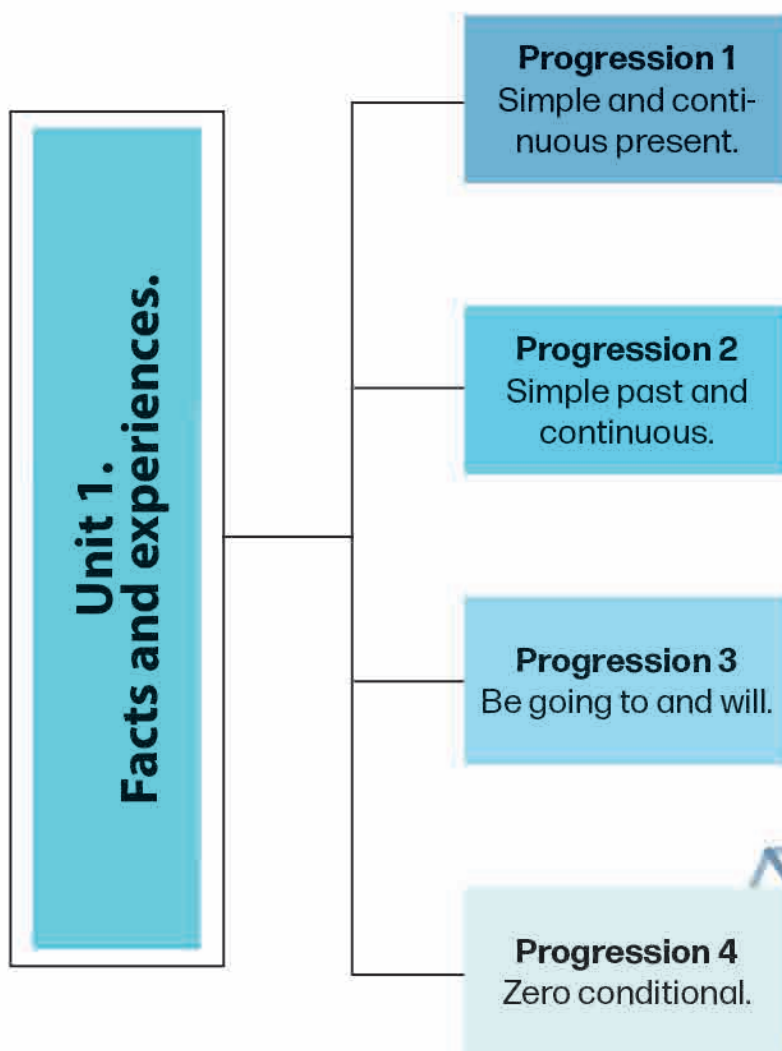 Unit 1.
Facts and experiences.
Progression 1
Simple and conti-
nuous present.
Progression 2
Simple past and
continuous.
Progression 3
Be going to and will.
Progression 4
Zero conditional.